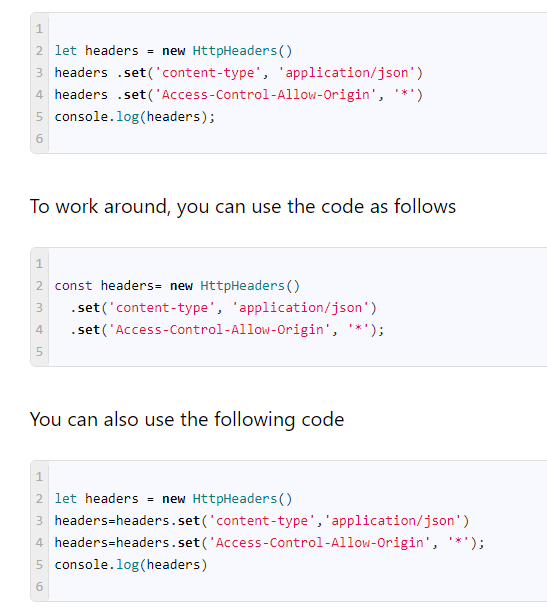 1
2 let headers = new HttpHeaders()
3 headers .set('content-type', 'application/json')
4 headers .set('Access-Control-Allow-Origin', '*')
5 console.log(headers);
6
To work around, you can use the code as follows
1
2 const headers= new HttpHeaders()
3   .set('content-type', 'application/json')
4   .set('Access-Control-Allow-Origin', '*');
5
You can also use the following code
1
2 let headers = new HttpHeaders()
3 headers=headers.set('content-type','application/json')
4 headers=headers.set('Access-Control-Allow-Origin', '*');
5 console.log(headers)
6